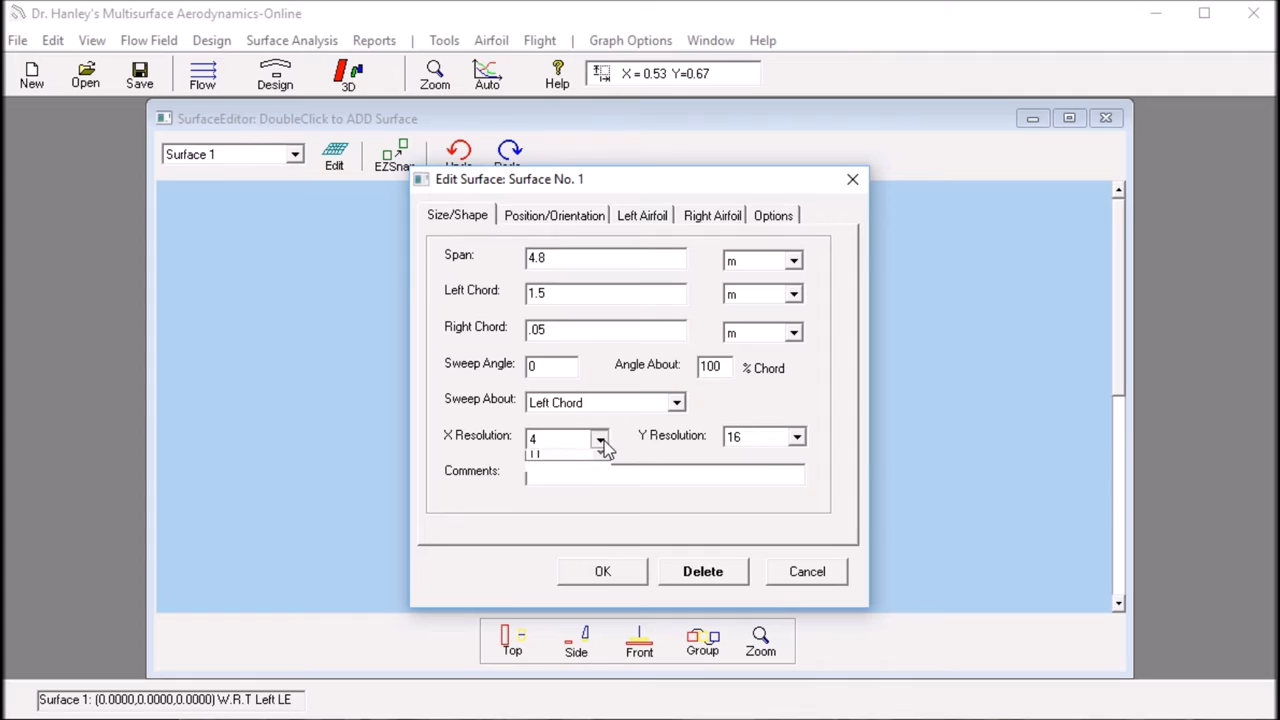 Dr. Hanley's Multisurface Aerodynamics-Online
File Edit View Flow Field Design Surface Analysis Reports | Tools Airfoil Flight | Graph Options Window Help
New Open Save Flow Design 3D Zoom Auto Help X = 0.53 Y=0.67
SurfaceEditor: DoubleClick to ADD Surface
Surface 1 Edit EZSnap Undo Redo
Edit Surface: Surface No. 1
Size/Shape Position/Orientation Left Airfoil Right Airfoil Options
Span: 4.8 m
Left Chord: 1.5 m
Right Chord: .05 m
Sweep Angle: 0 Angle About: 100 % Chord
Sweep About: Left Chord
X Resolution: 4 Y Resolution: 16
Comments:
OK Delete Cancel
Top Side Front Group Zoom
Surface 1: (0.0000,0.0000,0.0000) W.R.T Left LE